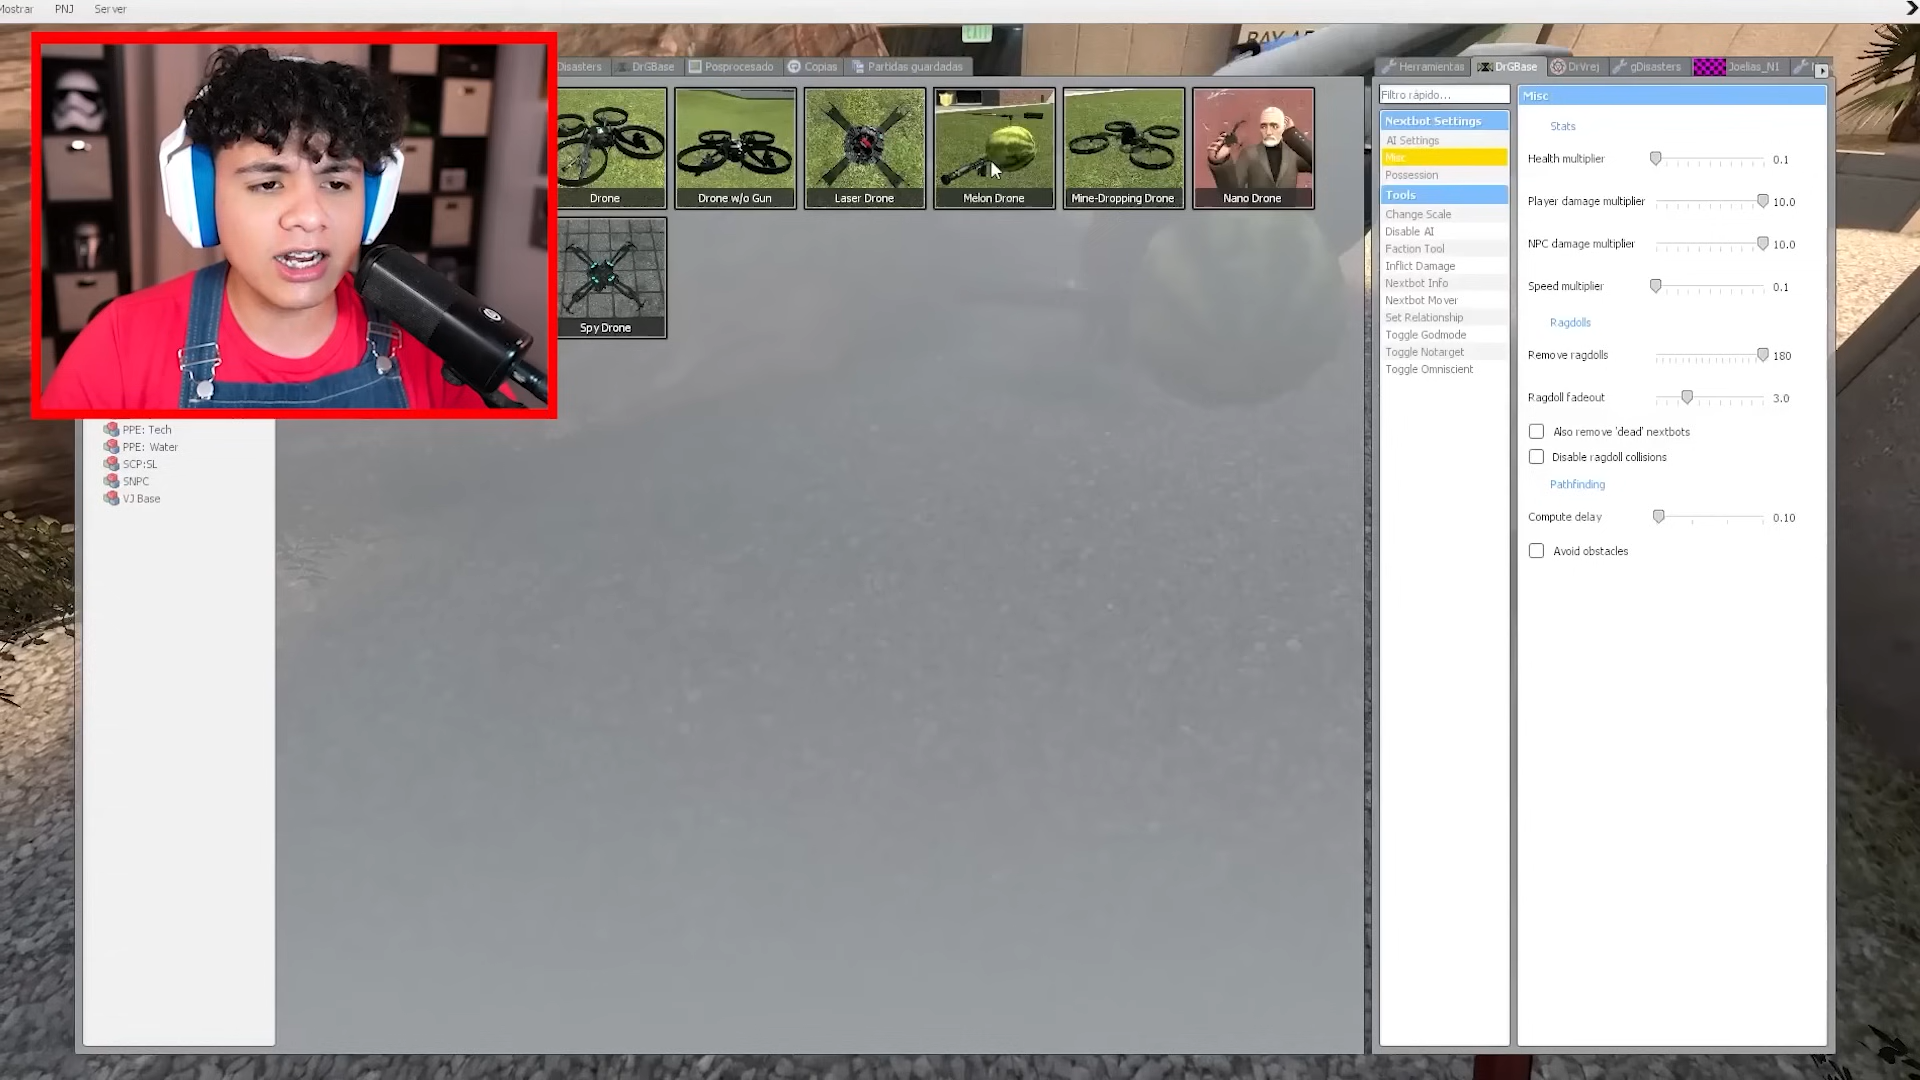 Mostrar PNJ Server
EXIT
Disasters DrGBase Posprocesado Copias Partidas guardadas
Drone
Drone w/o Gun
Laser Drone
Melon Drone
Mine-Dropping Drone
Nano Drone
Spy Drone
PPE: Tech
PPE: Water
SCP:SL
SNPC
VJ Base
Herramientas DrGBase DrVrej gDisasters Joelias_N1
Filtro rápido...
Nextbot Settings
AI Settings
Misc
Possession
Tools
Change Scale
Disable AI
Faction Tool
Inflict Damage
Nextbot Info
Nextbot Mover
Set Relationship
Toggle Godmode
Toggle Notarget
Toggle Omniscient
Misc
Stats
Health multiplier 0.1
Player damage multiplier 10.0
NPC damage multiplier 10.0
Speed multiplier 0.1
Ragdolls
Remove ragdolls 180
Ragdoll fadeout 3.0
Also remove 'dead' nextbots
Disable ragdoll collisions
Pathfinding
Compute delay 0.10
Avoid obstacles